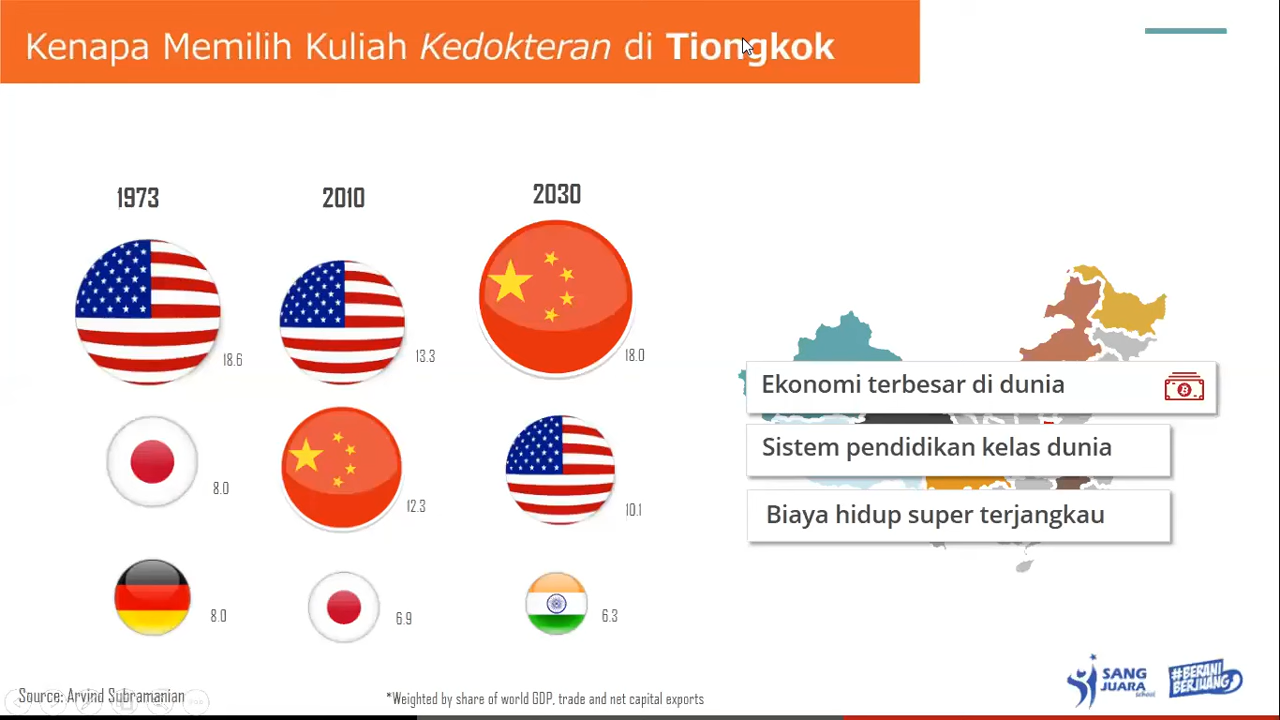 Kenapa Memilih Kuliah Kedokteran di Tiongkok
1973
2010
2030
18.6
13.3
18.0
8.0
12.3
10.1
8.0
6.9
6.3
Ekonomi terbesar di dunia
Sistem pendidikan kelas dunia
Biaya hidup super terjangkau
Source: Arvind Subramanian
*Weighted by share of world GDP, trade and net capital exports
SANG
JUARA
school
#BERANI
BERJUANG